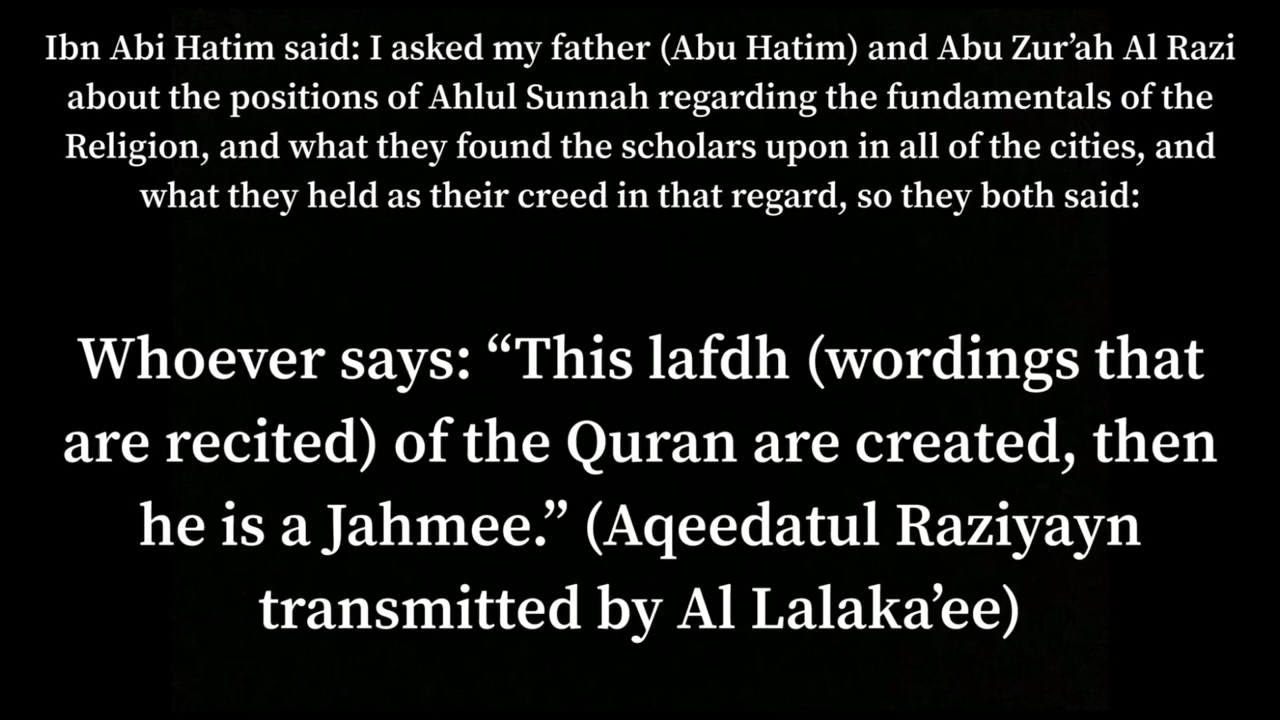 Ibn Abi Hatim said: I asked my father (Abu Hatim) and Abu Zur’ah Al Razi
about the positions of Ahlul Sunnah regarding the fundamentals of the
Religion, and what they found the scholars upon in all of the cities, and
what they held as their creed in that regard, so they both said:
Whoever says: “This lafdh (wordings that
are recited) of the Quran are created, then
he is a Jahmee.” (Aqeedatul Raziyayn
transmitted by Al Lalaka’ee)